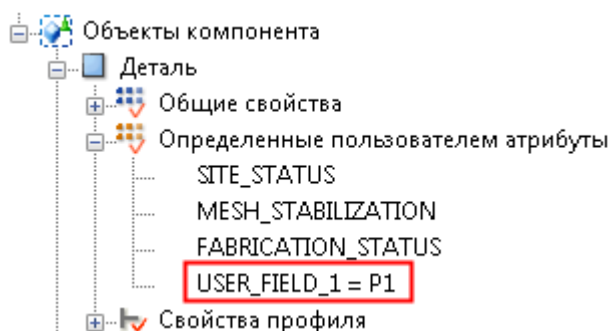 Объекты компонента
Деталь
Общие свойства
Определенные пользователем атрибуты
SITE_STATUS
MESH_STABILIZATION
FABRICATION_STATUS
USER_FIELD_1 = P1
Свойства профиля